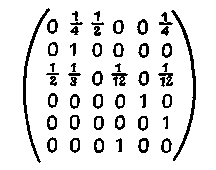 0 1/4 1/2 0 0 1/4
0 1 0 0 0 0
1/2 1/3 0 1/12 0 1/12
0 0 0 0 1 0
0 0 0 0 0 1
0 0 0 1 0 0